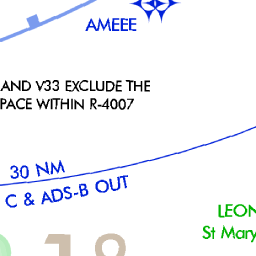 AMEEE
AND V33 EXCLUDE THE
PACE WITHIN R-4007
30 NM
C & ADS-B OUT
LEON
St Mary